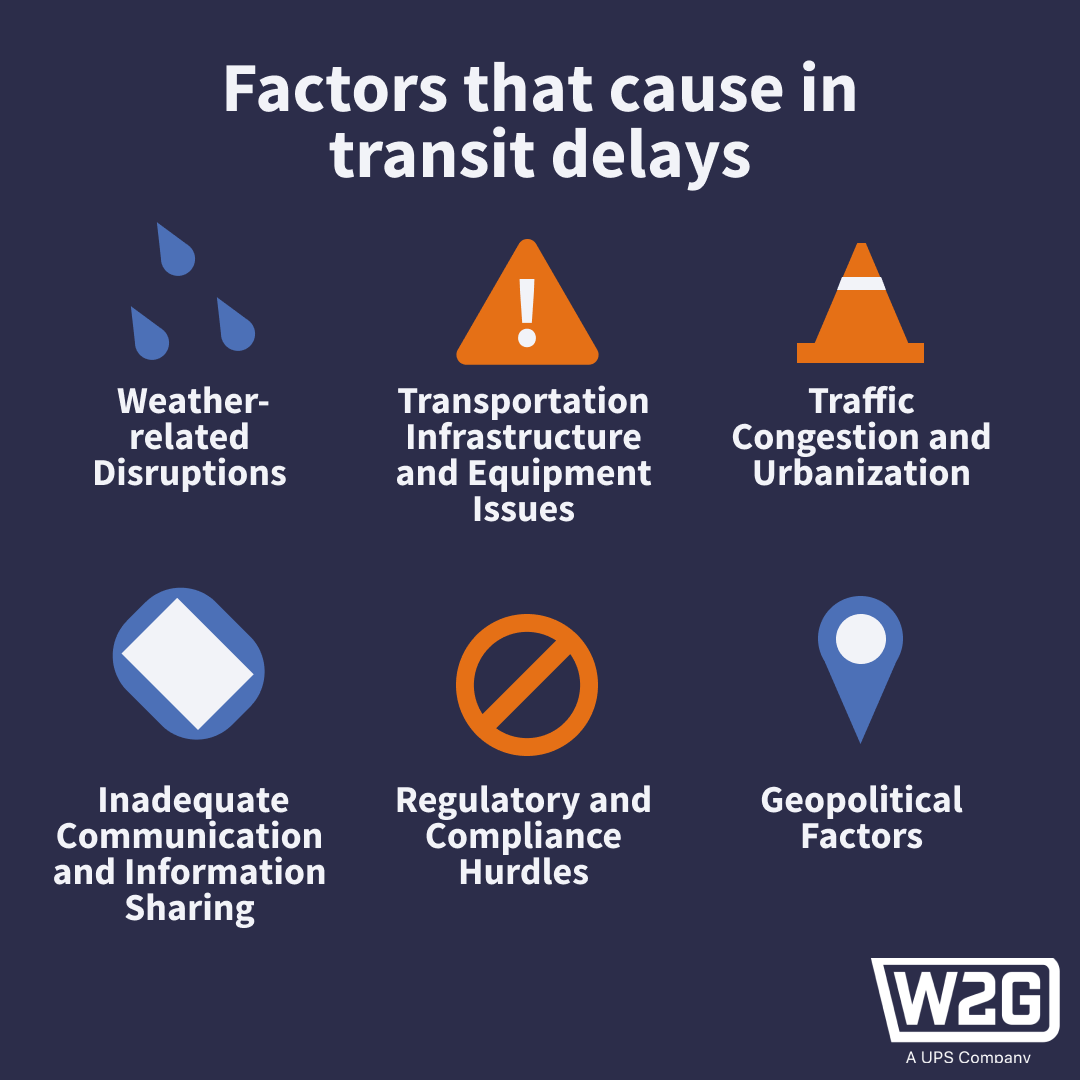 Factors that cause in
transit delays
Weather-
related
Disruptions
Transportation
Infrastructure
and Equipment
Issues
Traffic
Congestion and
Urbanization
Inadequate
Communication
and Information
Sharing
Regulatory and
Compliance
Hurdles
Geopolitical
Factors
W2G
A UPS Company